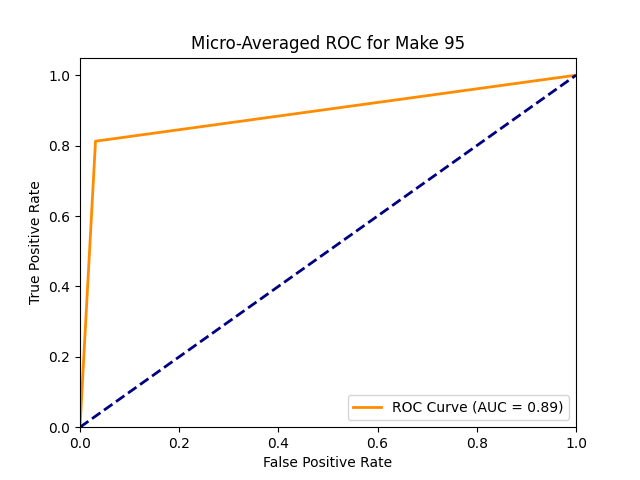 Micro-Averaged ROC for Make 95
True Positive Rate
1.0
0.8
0.6
0.4
0.2
0.0
ROC Curve (AUC = 0.89)
0.0 0.2 0.4 0.6 0.8 1.0
False Positive Rate